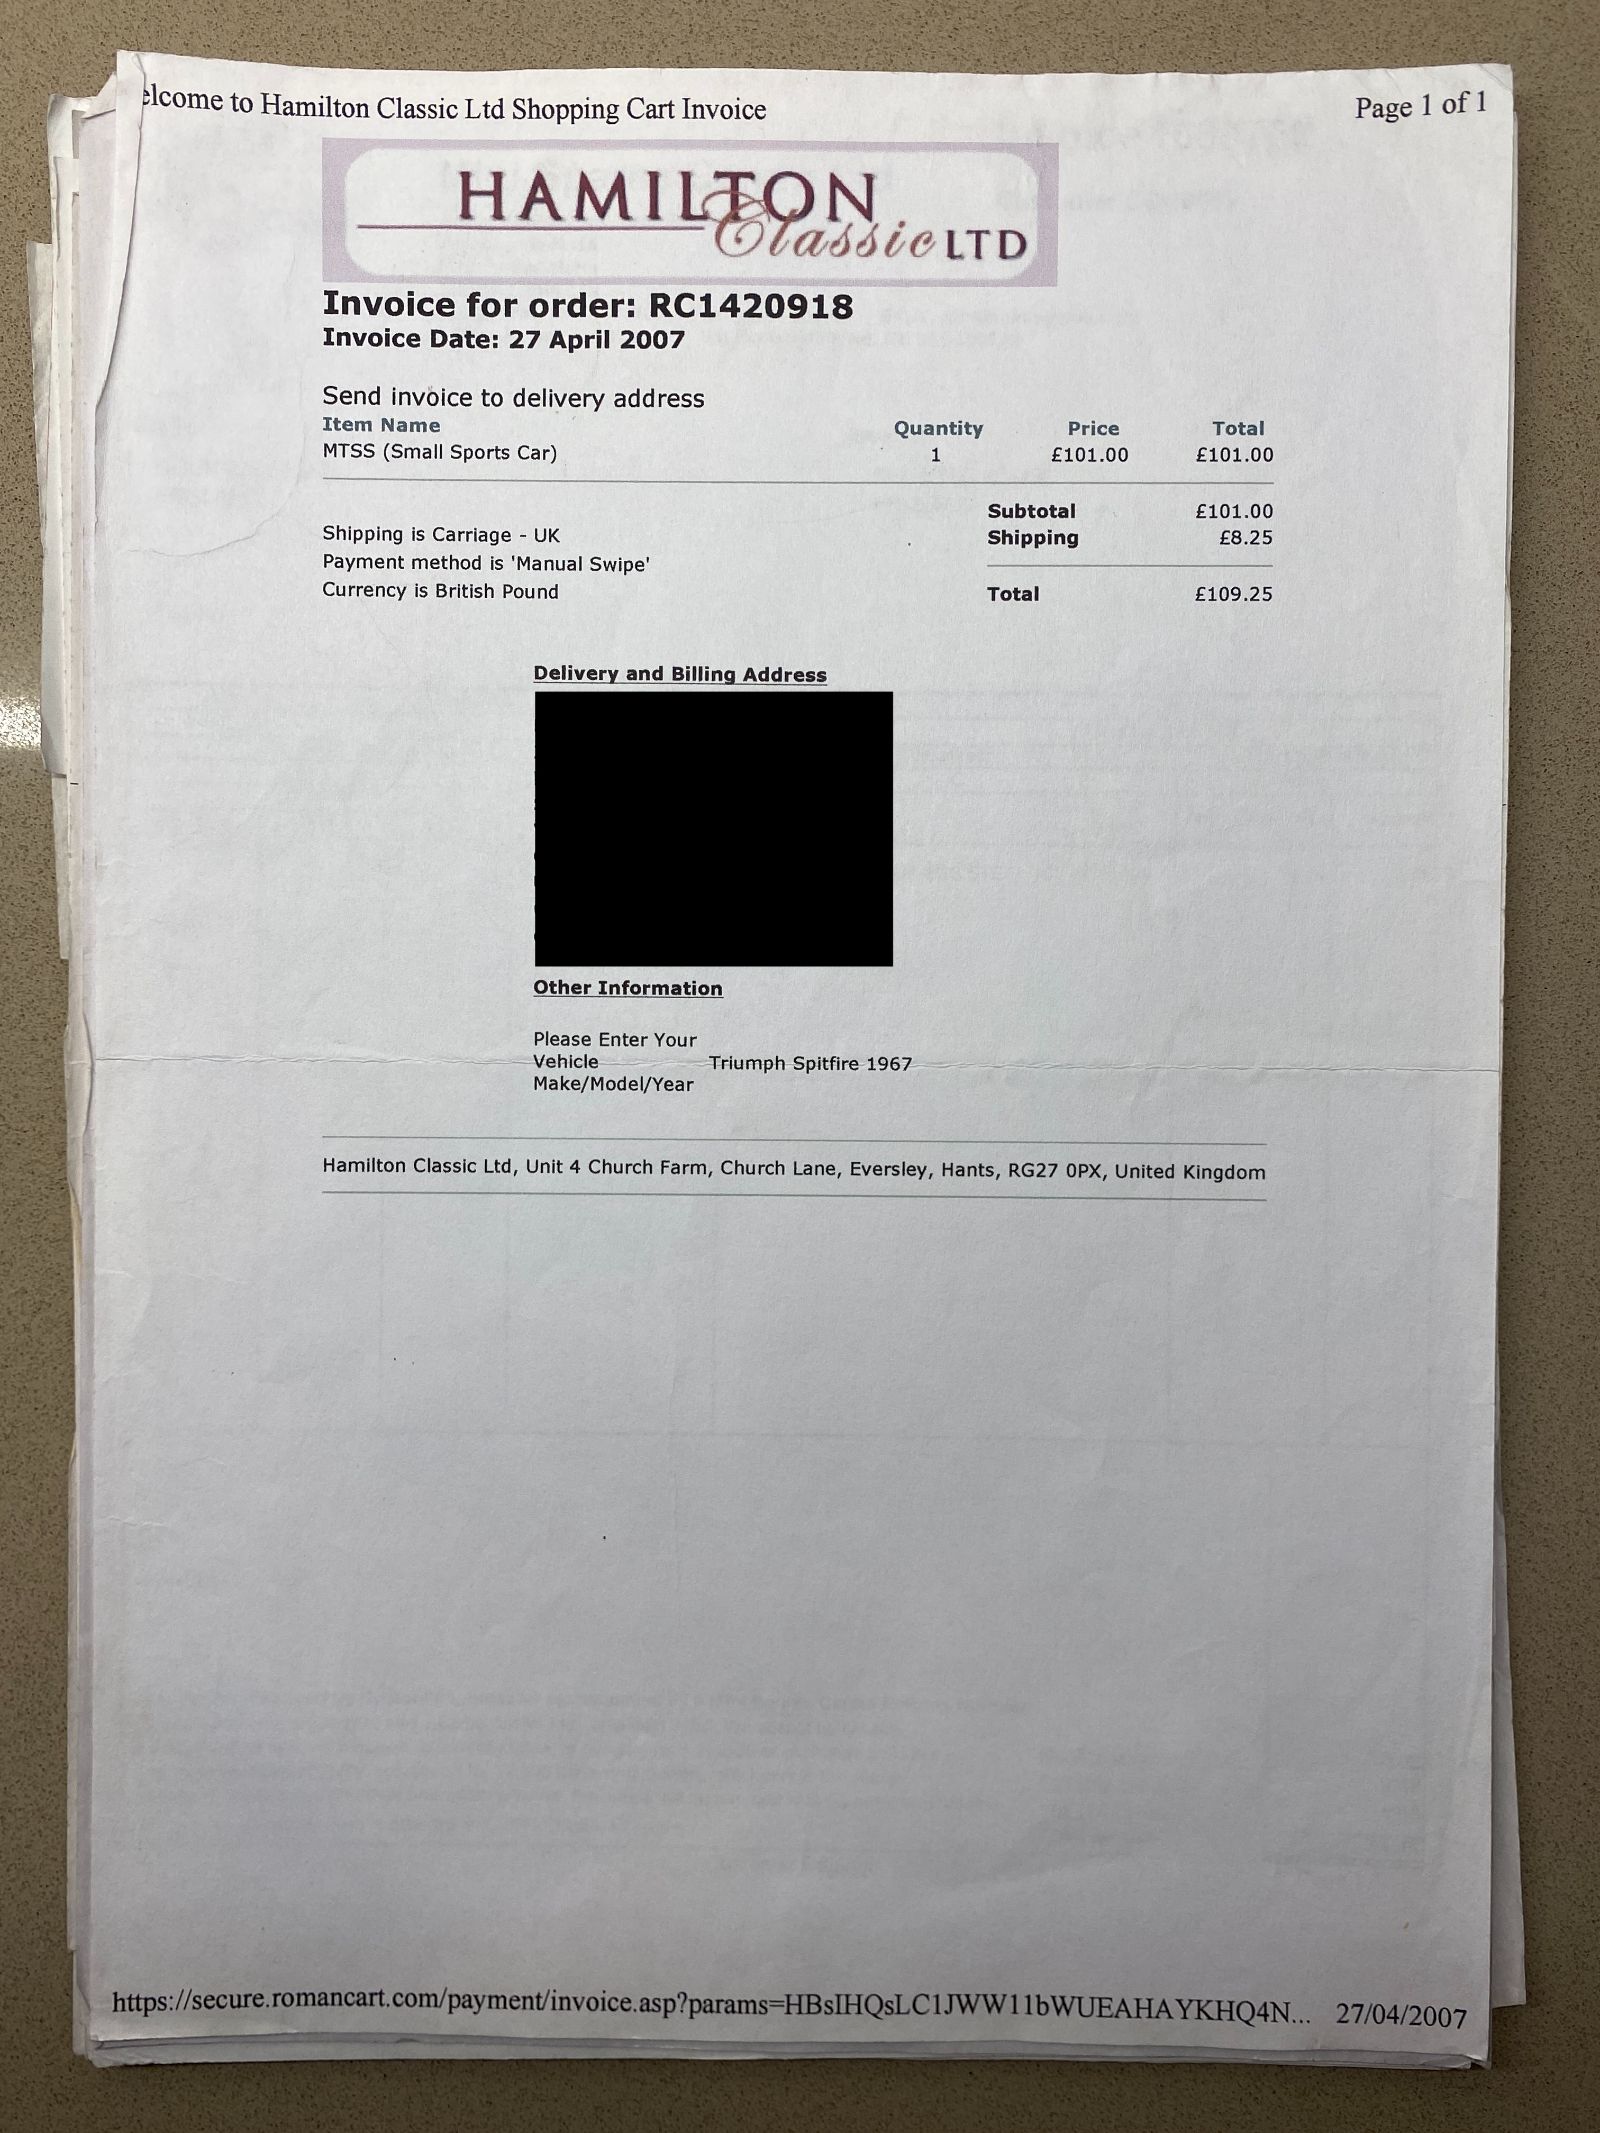 elcome to Hamilton Classic Ltd Shopping Cart Invoice Page 1 of 1
HAMILTON
Classic LTD
Invoice for order: RC1420918
Invoice Date: 27 April 2007
Send invoice to delivery address
Item Name Quantity Price Total
MTSS (Small Sports Car) 1 £101.00 £101.00
Subtotal £101.00
Shipping is Carriage - UK Shipping £8.25
Payment method is 'Manual Swipe'
Currency is British Pound Total £109.25
Delivery and Billing Address
Other Information
Please Enter Your
Vehicle Triumph Spitfire 1967
Make/Model/Year
Hamilton Classic Ltd, Unit 4 Church Farm, Church Lane, Eversley, Hants, RG27 0PX, United Kingdom
https://secure.romancart.com/payment/invoice.asp?params=HBsIHQsLC1JWW11bWUEAHAYKHQ4N... 27/04/2007